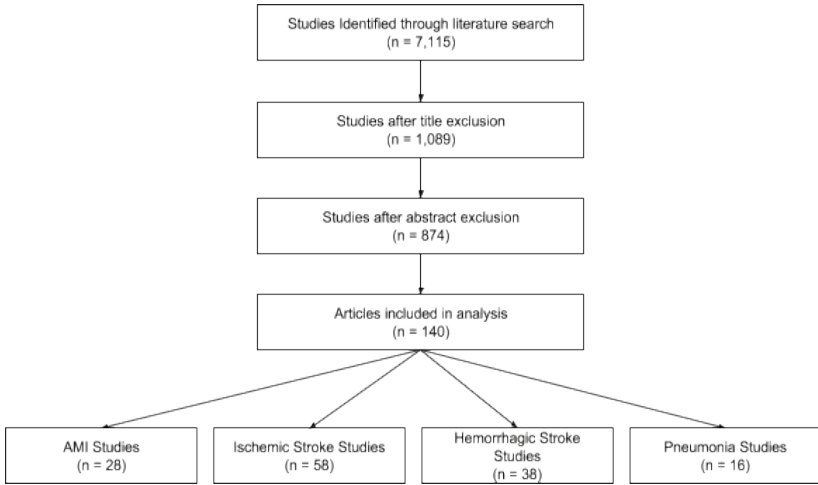 Studies Identified through literature search
(n = 7,115)
Studies after title exclusion
(n = 1,089)
Studies after abstract exclusion
(n = 874)
Articles included in analysis
(n = 140)
AMI Studies
(n = 28)
Ischemic Stroke Studies
(n = 58)
Hemorrhagic Stroke
Studies
(n = 38)
Pneumonia Studies
(n = 16)